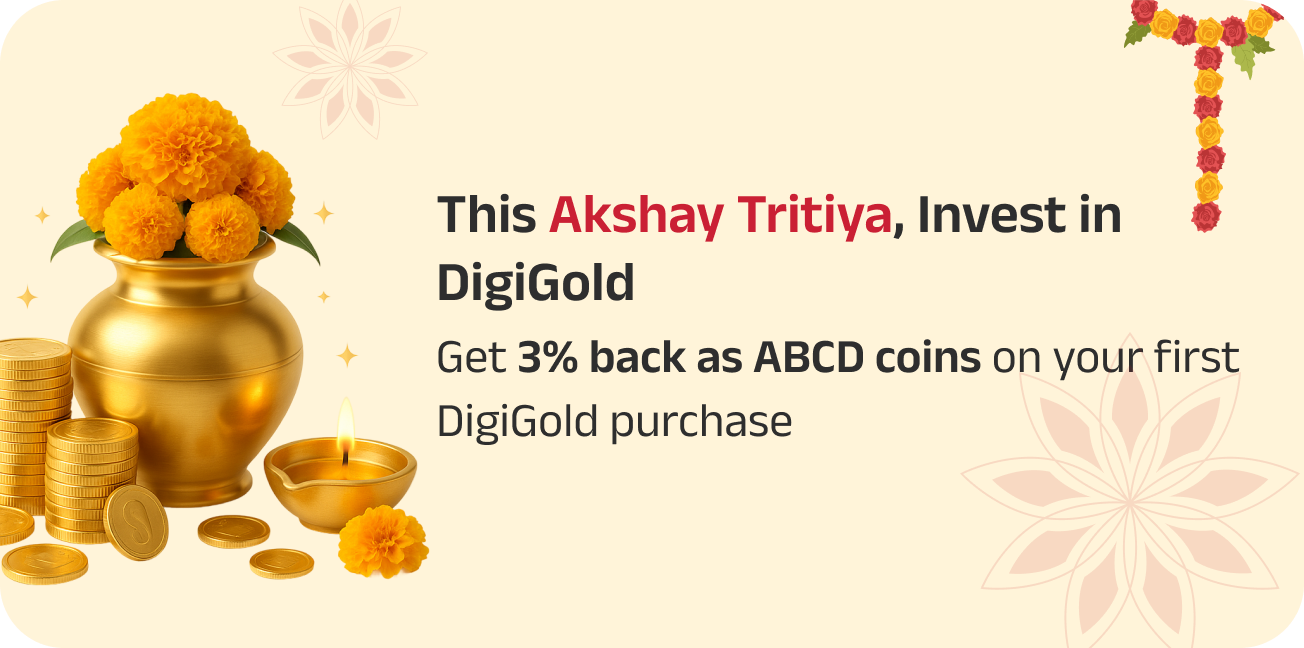 This Akshay Tritiya, Invest in
DigiGold
Get 3% back as ABCD coins on your first
DigiGold purchase